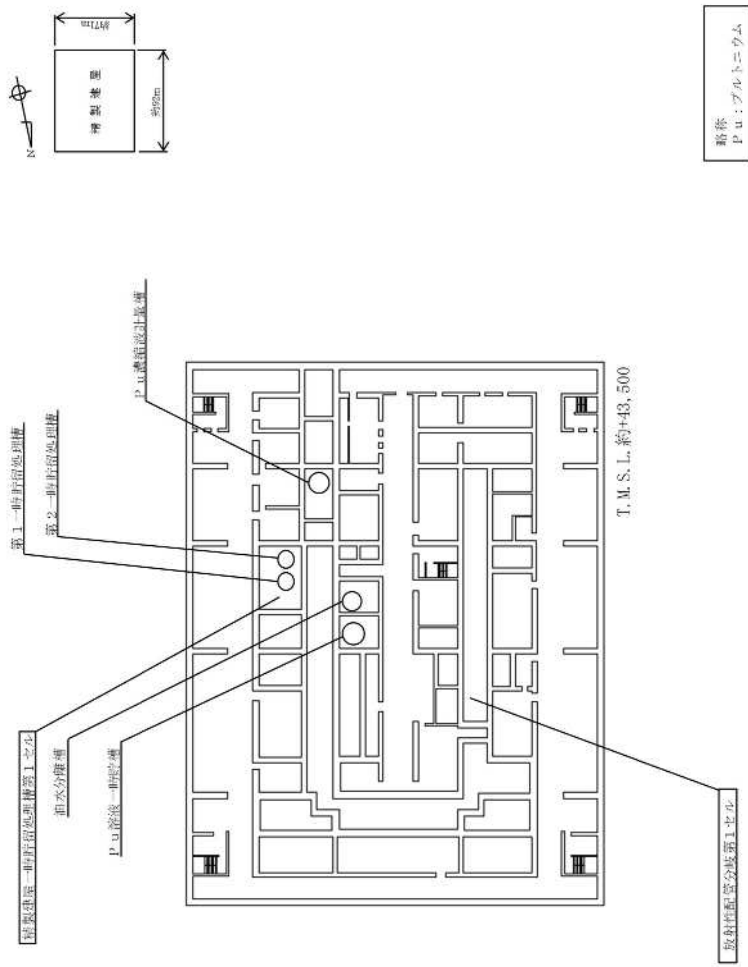 N
精製建屋
約92m
約71m
Pu濃縮液計量槽
第1一時貯留処理槽
第2一時貯留処理槽
精製建屋一時貯留処理槽第1セル
油水分離槽
Pu溶液一時貯槽
T.M.S.L.約+43,500
放射性配管分岐第1セル
略称
Pu:プルトニウム